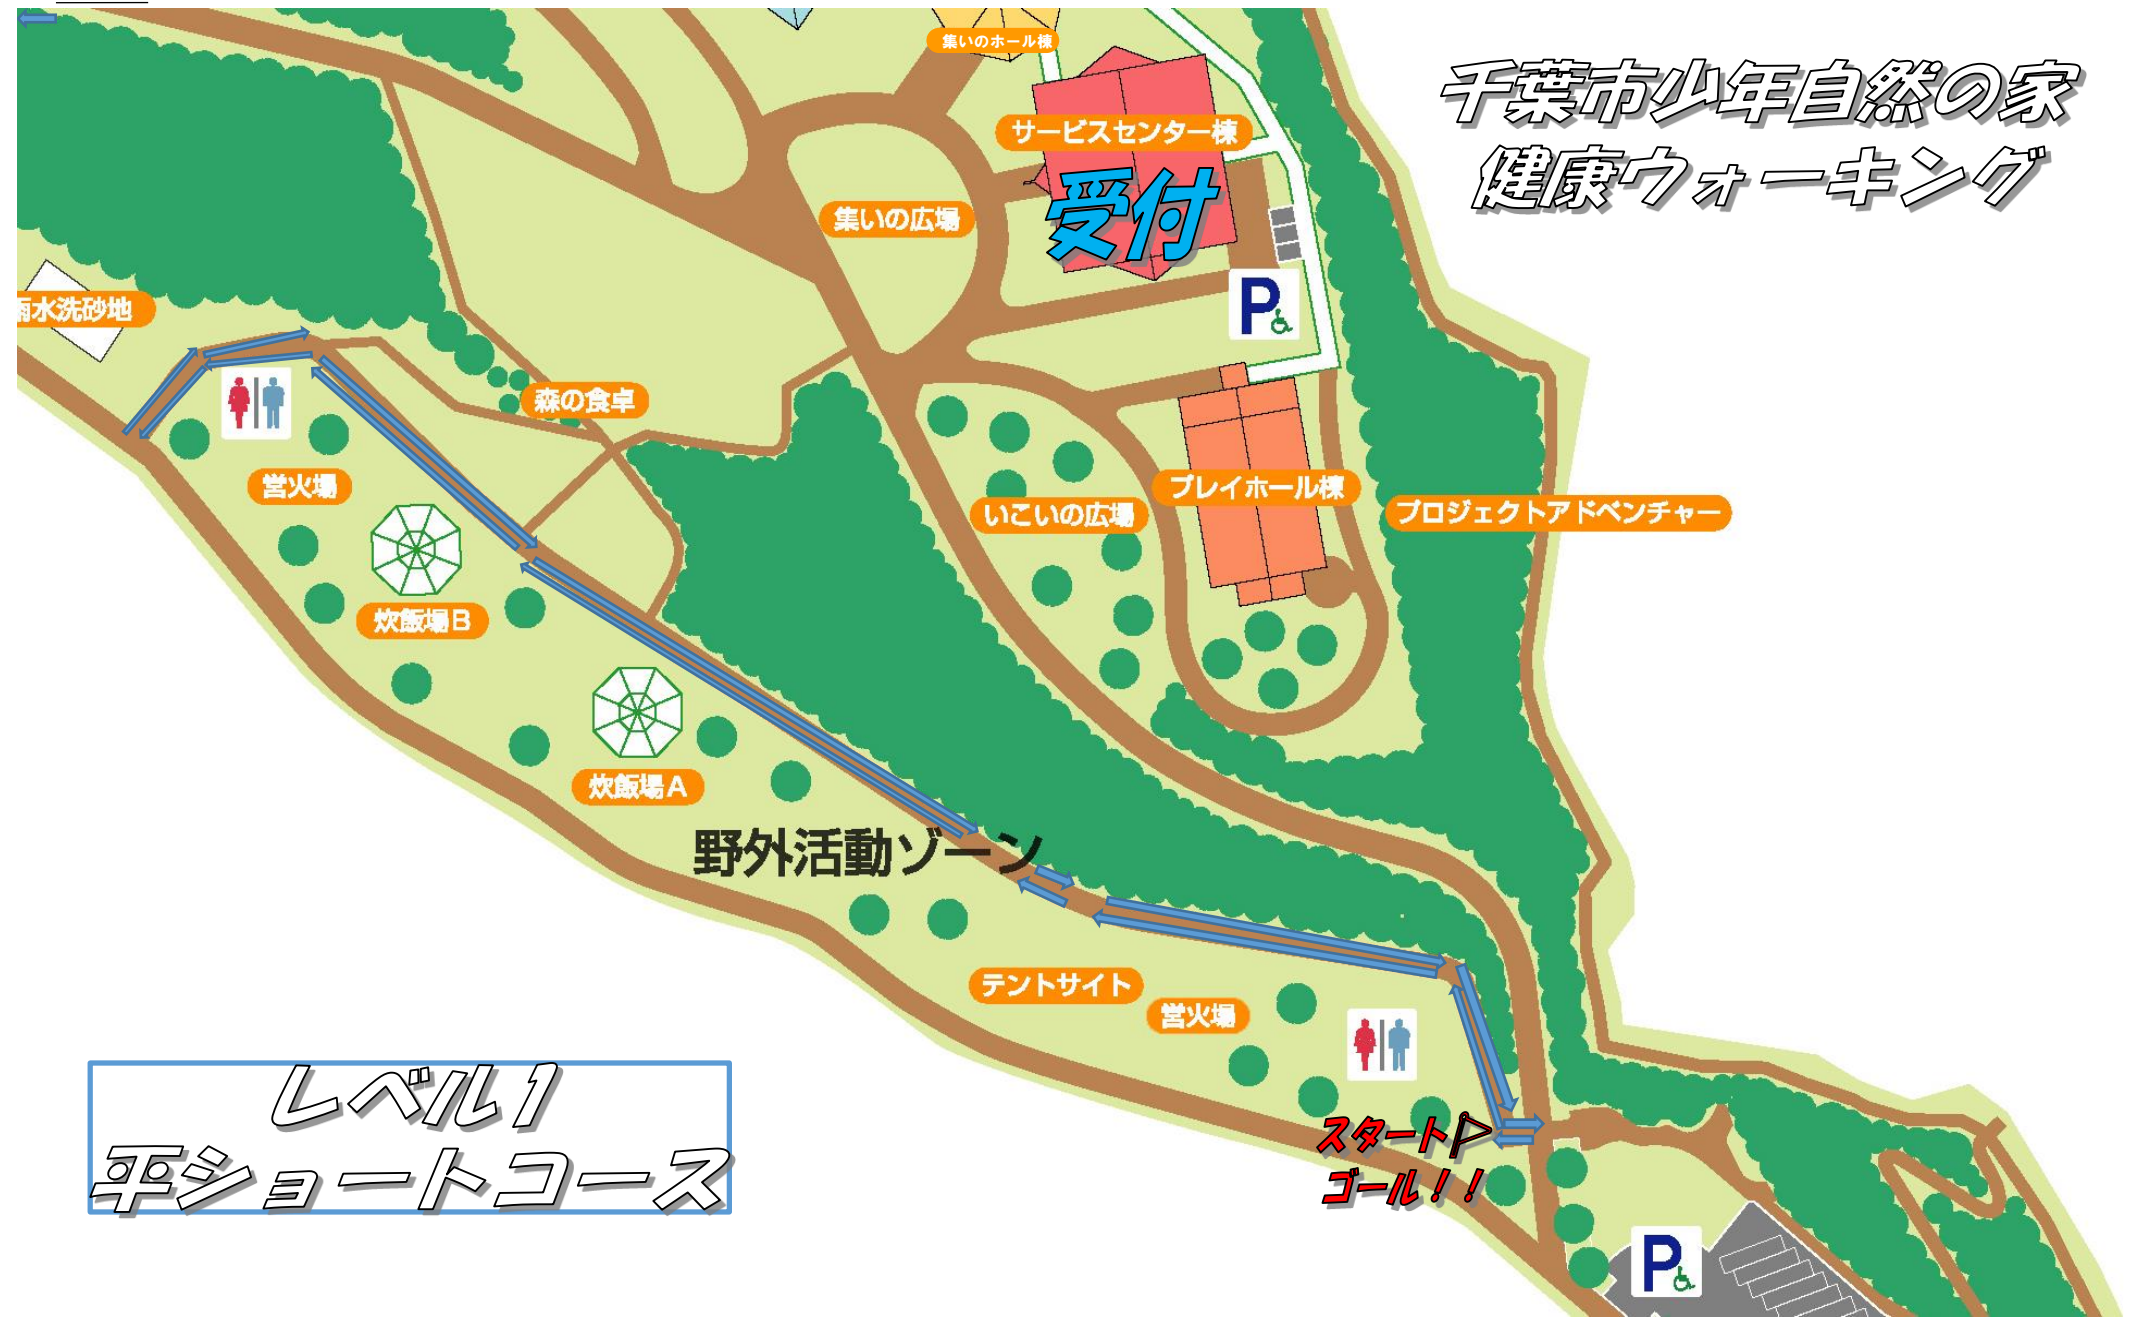 集いのホール棟
千葉市少年自然の家
健康ウォーキング
サービスセンター棟
受付
集いの広場
P
雨水洗砂地
森の食卓
営火場
プレイホール棟
いこいの広場
プロジェクトアドベンチャー
炊飯場B
炊飯場A
野外活動ゾーン
テントサイト
営火場
レベル1
平ショートコース
スタート
ゴール！！
P